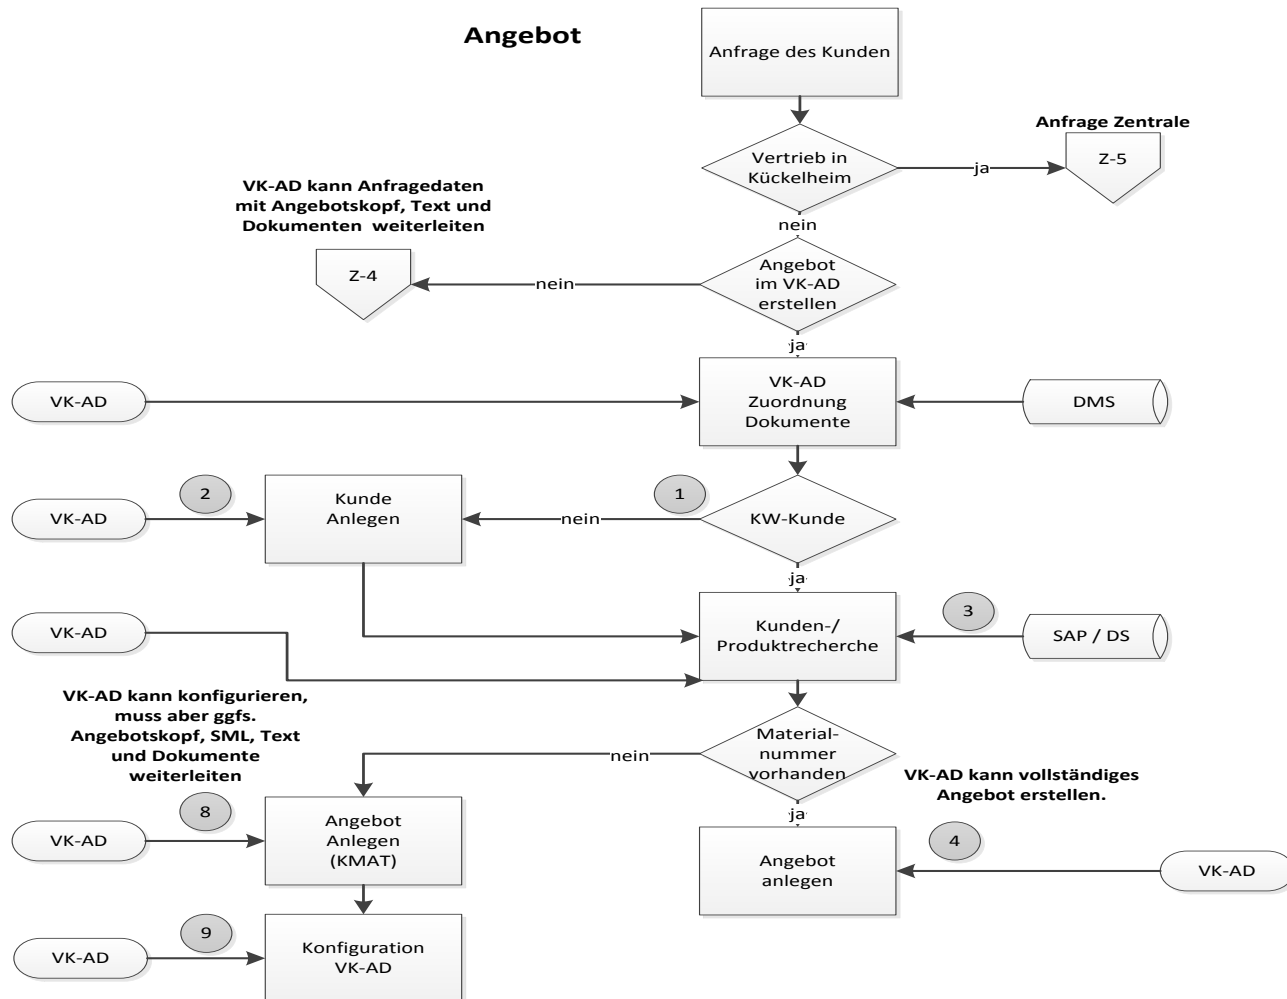 Angebot
Anfrage des Kunden
Anfrage Zentrale
Vertrieb in
Kückelheim
ja
Z-5
VK-AD kann Anfragedaten
mit Angebotskopf, Text und
Dokumenten weiterleiten
nein
Z-4
nein
Angebot
im VK-AD
erstellen
ja
VK-AD
VK-AD
Zuordnung
Dokumente
DMS
2
1
VK-AD
Kunde
Anlegen
nein
KW-Kunde
ja
VK-AD
Kunden-/
Produktrecherche
3
SAP / DS
VK-AD kann konfigurieren,
muss aber ggfs.
Angebotskopf, SML, Text
und Dokumente
weiterleiten
nein
Material-
nummer
vorhanden
VK-AD kann vollständiges
Angebot erstellen.
ja
8
VK-AD
Angebot
Anlegen
(KMAT)
Angebot
anlegen
4
VK-AD
9
VK-AD
Konfiguration
VK-AD